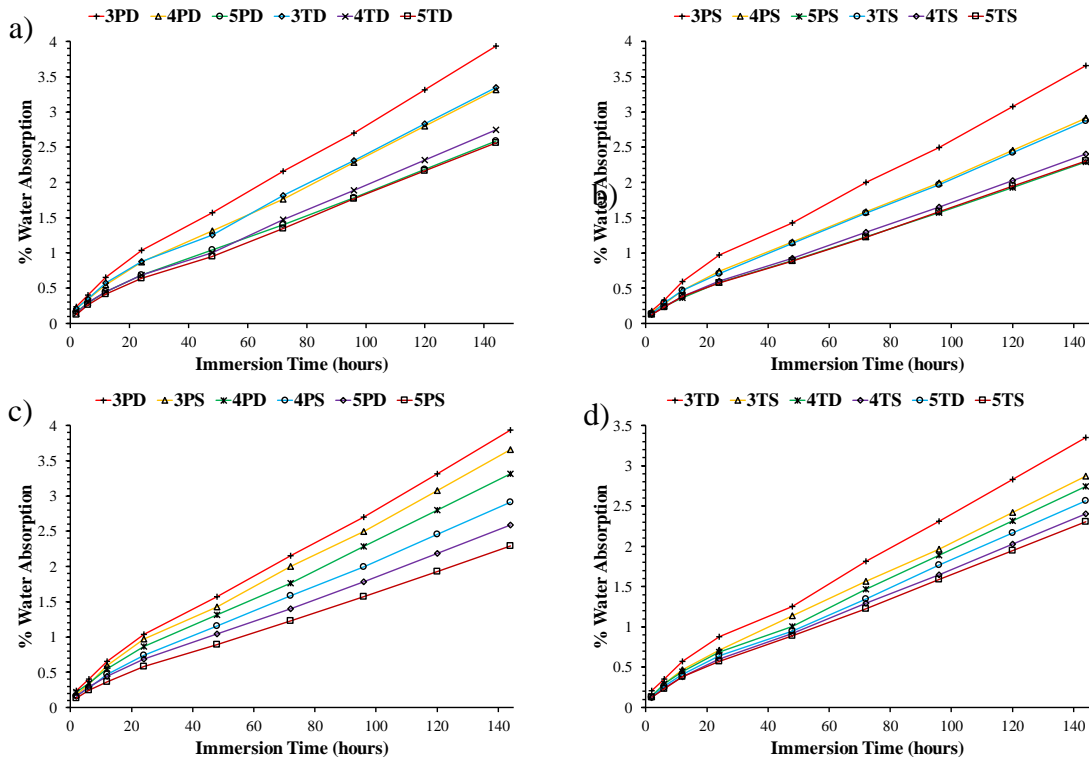 a)
3PD 4PD 5PD 3TD 4TD 5TD
% Water Absorption
4
3.5
3
2.5
2
1.5
1
0.5
0
0 20 40 60 80 100 120 140
Immersion Time (hours)
b)
3PS 4PS 5PS 3TS 4TS 5TS
% Water Absorption
4
3.5
3
2.5
2
1.5
1
0.5
0
0 20 40 60 80 100 120 140
Immersion Time (hours)
c)
3PD 3PS 4PD 4PS 5PD 5PS
% Water Absorption
4
3.5
3
2.5
2
1.5
1
0.5
0
0 20 40 60 80 100 120 140
Immersion Time (hours)
d)
3TD 3TS 4TD 4TS 5TD 5TS
% Water Absorption
3.5
3
2.5
2
1.5
1
0.5
0
0 20 40 60 80 100 120 140
Immersion Time (hours)